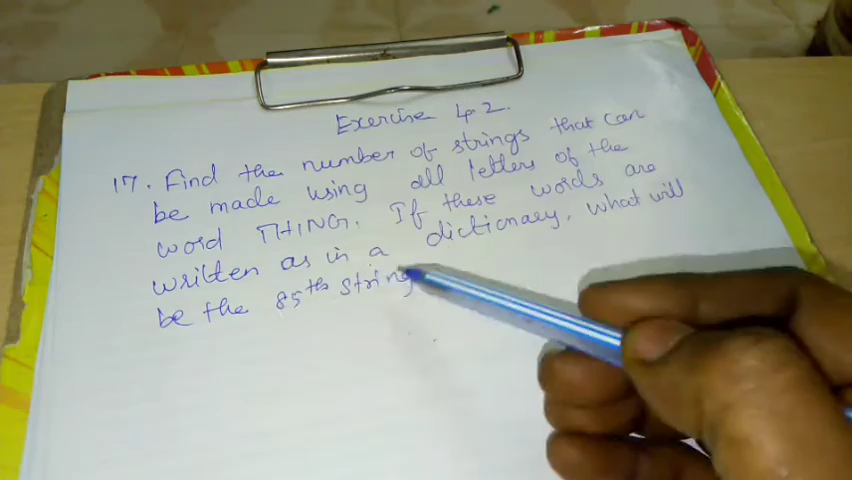 Exercise 4.2.
17. Find the number of strings that can
be made using all letters of the
word THING. If these words are
written as in a dictionary, what will
be the 85th string